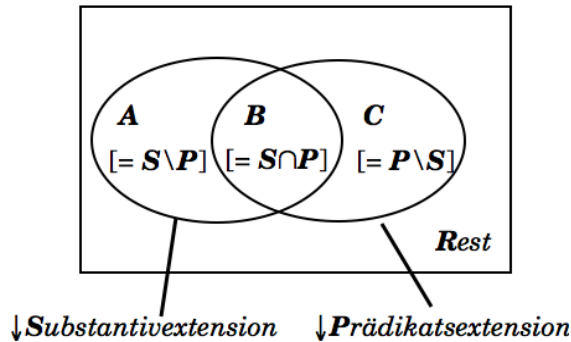 A B C
[= S\P] [= S∩P] [= P\S]
Rest
↓Substantivextension ↓Prädikatsextension